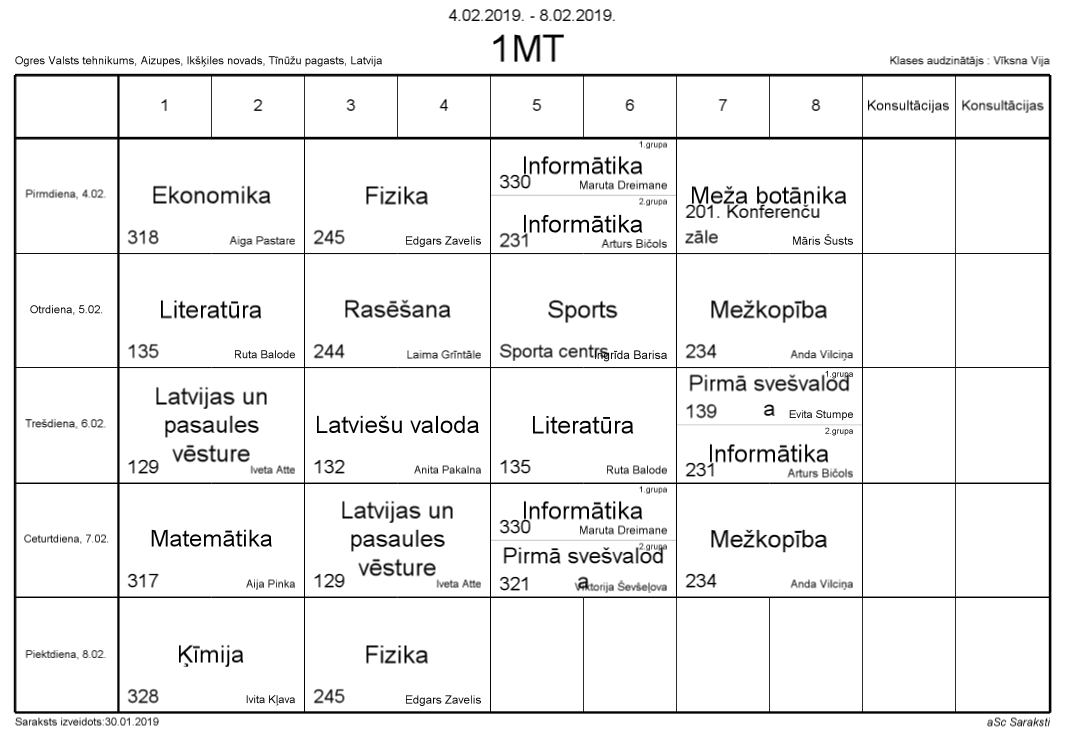 4.02.2019. - 8.02.2019.
1MT
Ogres Valsts tehnikums, Aizupes, Ikšķiles novads, Tīnūžu pagasts, Latvija
Klases audzinātājs : Vīksna Vija
1 2 3 4 5 6 7 8 Konsultācijas Konsultācijas
Pirmdiena, 4.02.
Ekonomika
318 Aiga Pastare
Fizika
245 Edgars Zavelis
1.grupa
Informātika
330 Maruta Dreimane
2.grupa
Informātika
231 Arturs Bičols
Meža botānika
201. Konferenču
zāle Māris Šusts
Otrdiena, 5.02.
Literatūra
135 Ruta Balode
Rasēšana
244 Laima Grīntāle
Sports
Sporta centrs Ingrīda Barisa
Mežkopība
234 Anda Vilciņa
Trešdiena, 6.02.
Latvijas un
pasaules
vēsture
129 Iveta Atte
Latviešu valoda
132 Anita Pakalna
Literatūra
135 Ruta Balode
1.grupa
Pirmā svešvalod
a
139 Evita Stumpe
2.grupa
Informātika
231 Arturs Bičols
Ceturtdiena, 7.02.
Matemātika
317 Aija Pinka
Latvijas un
pasaules
vēsture
129 Iveta Atte
1.grupa
Informātika
330 Maruta Dreimane
2.grupa
Pirmā svešvalod
a
321 Viktorija Ševšeļova
Mežkopība
234 Anda Vilciņa
Piektdiena, 8.02.
Ķīmija
328 Ivita Kļava
Fizika
245 Edgars Zavelis
Saraksts izveidots:30.01.2019
aSc Saraksti